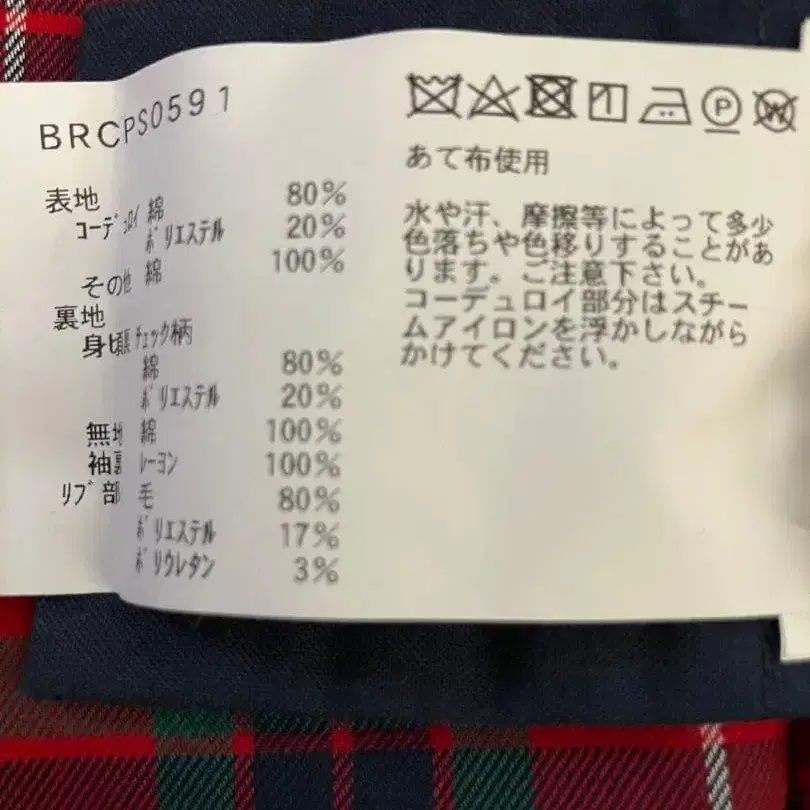 BRCPS0591
表地
コーデュロイ 綿 80%
ポリエステル 20%
その他 綿 100%
裏地
身頃裏 チェック柄
綿 80%
ポリエステル 20%
無地 綿 100%
袖裏 レーヨン 100%
リブ部 毛 80%
ポリエステル 17%
ポリウレタン 3%
P W
あて布使用
水や汗、摩擦等によって多少
色落ちや色移りすることがあ
ります。ご注意下さい。
コーデュロイ部分はスチー
ムアイロンを浮かしながら
かけてください。